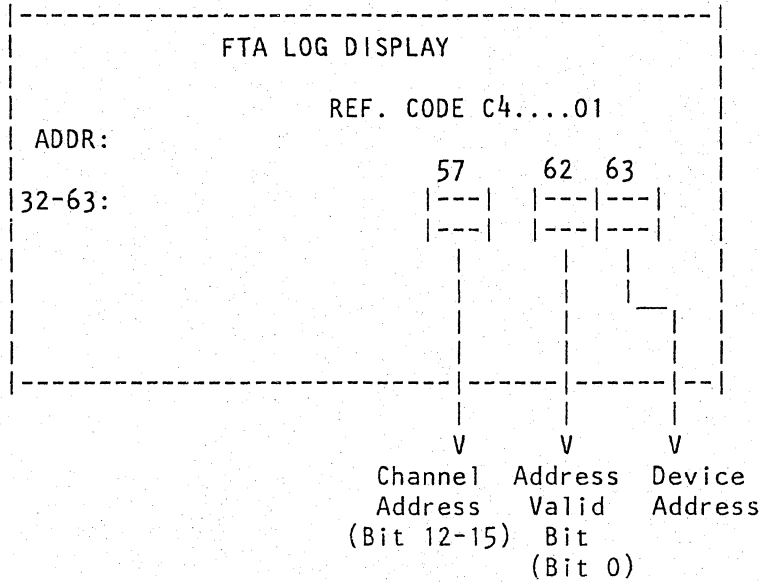 FTA LOG DISPLAY
REF. CODE C4....01
ADDR:
57 62 63
32-63:
V V V
Channel Address Device
Address Valid Address
(Bit 12-15) Bit
(Bit 0)